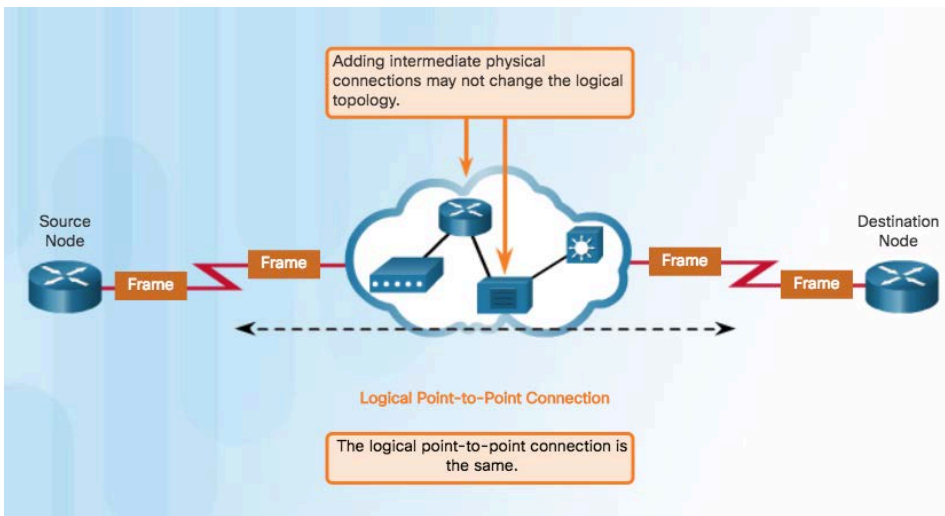 Adding intermediate physical
connections may not change the logical
topology.
Source
Node
Destination
Node
Frame
Frame
Frame
Frame
Logical Point-to-Point Connection
The logical point-to-point connection is
the same.